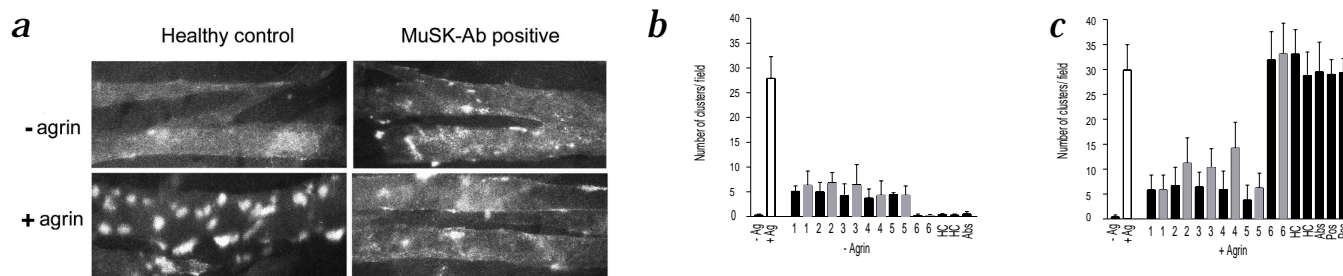 a
Healthy control MuSK-Ab positive
- agrin
+ agrin
b
Number of clusters/ field
40
35
30
25
20
15
10
5
0
- Ag + Ag 1 1 2 2 3 3 4 4 5 5 6 6 HC HC Abs
- Agrin
c
Number of clusters / field
40
35
30
25
20
15
10
5
0
- Ag + Ag 1 1 2 2 3 3 4 4 5 5 6 6 HC HC Abs Pos
+ Agrin